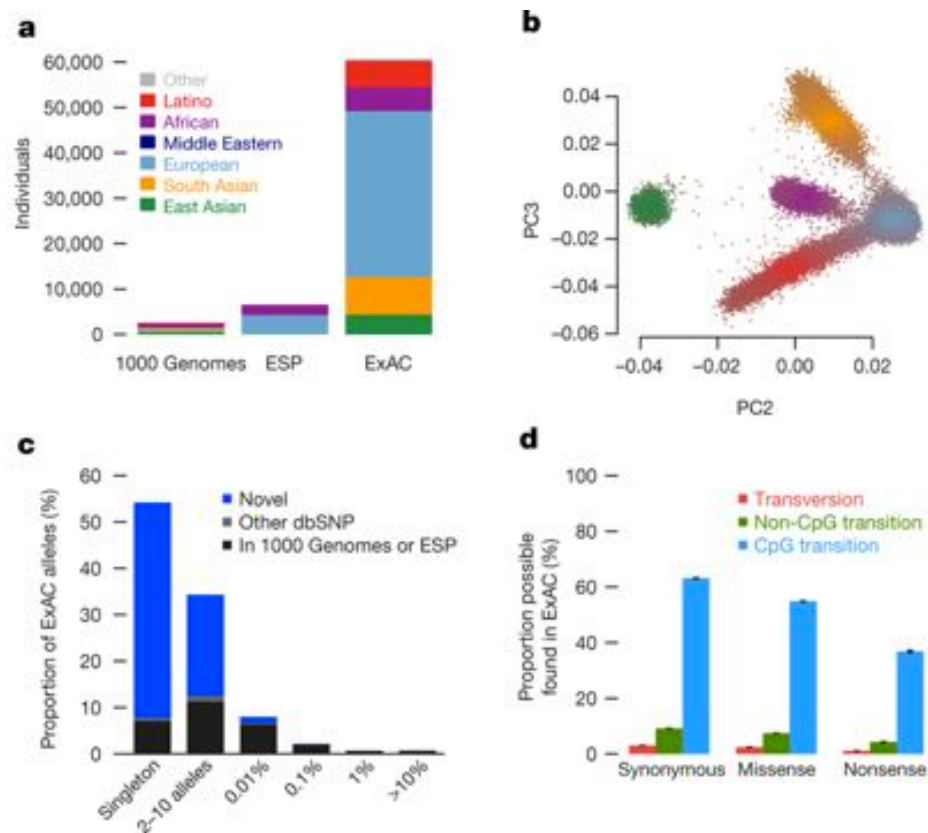 a
60,000
50,000
40,000
30,000
20,000
10,000
0
Individuals
Other
Latino
African
Middle Eastern
European
South Asian
East Asian
1000 Genomes ESP ExAC
b
0.04
0.02
0.00
−0.02
−0.04
−0.06
PC3
−0.04 −0.02 0.00 0.02
PC2
c
60
50
40
30
20
10
0
Proportion of ExAC alleles (%)
Novel
Other dbSNP
In 1000 Genomes or ESP
Singleton
2–10 alleles
0.01%
0.1%
1%
>10%
d
100
80
60
40
20
0
Proportion possible
found in ExAC (%)
Transversion
Non-CpG transition
CpG transition
Synonymous Missense Nonsense